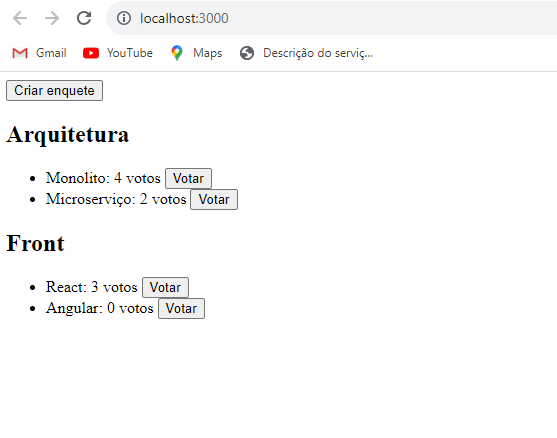 localhost:3000
Gmail YouTube Maps Descrição do serviç...
Criar enquete
Arquitetura
Monolito: 4 votos Votar
Microserviço: 2 votos Votar
Front
React: 3 votos Votar
Angular: 0 votos Votar